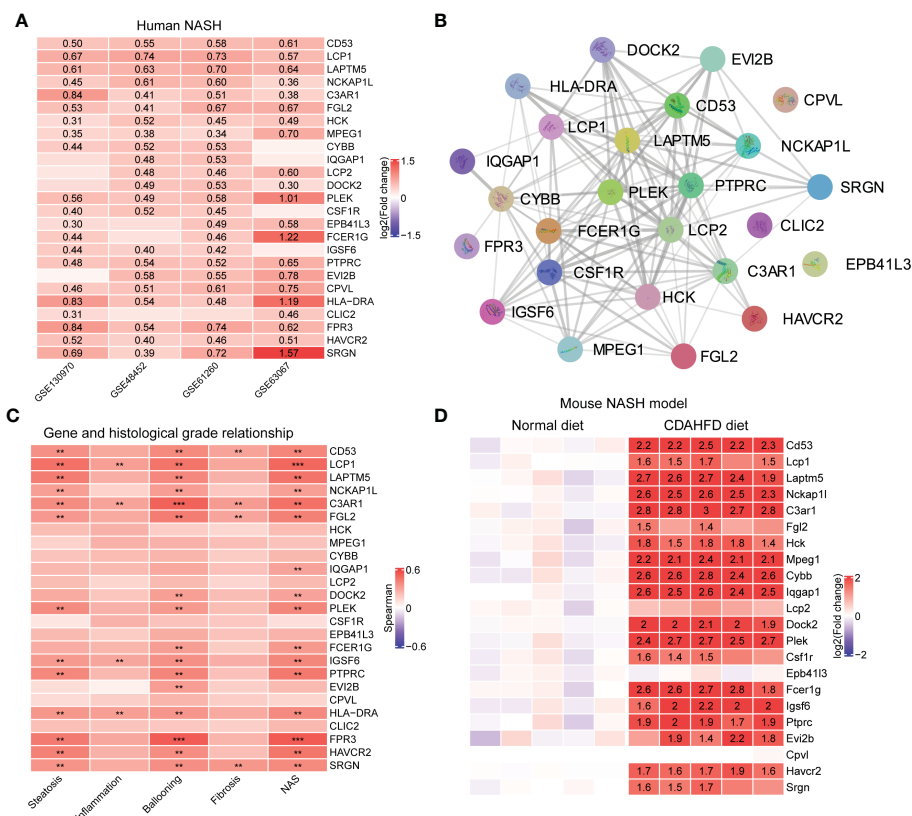 A
Human NASH
0.50 0.55 0.58 0.61 CD53
0.67 0.74 0.73 0.57 LCP1
0.61 0.63 0.70 0.64 LAPTM5
0.45 0.61 0.60 0.36 NCKAP1L
0.84 0.41 0.51 0.38 C3AR1
0.53 0.41 0.67 0.67 FGL2
0.31 0.52 0.45 0.49 HCK
0.35 0.38 0.34 0.70 MPEG1
0.44 0.48 0.53 CYBB
0.48 0.53 IQGAP1
0.48 0.46 0.60 LCP2
0.49 0.53 0.30 DOCK2
0.56 0.49 0.58 1.01 PLEK
0.40 0.52 0.45 CSF1R
0.30 0.49 0.58 EPB41L3
0.44 0.46 1.22 FCER1G
0.44 0.40 0.42 IGSF6
0.48 0.54 0.52 0.65 PTPRC
0.58 0.55 0.78 EVI2B
0.46 0.51 0.61 0.75 CPVL
0.83 0.54 0.48 1.19 HLA−DRA
0.31 0.46 CLIC2
0.84 0.54 0.74 0.62 FPR3
0.52 0.40 0.46 0.51 HAVCR2
0.69 0.39 0.72 1.57 SRGN
GSE130970 GSE48452 GSE61260 GSE63067
log2(Fold change)
1.5
0
−1.5
B
DOCK2
EVI2B
HLA-DRA
CD53
CPVL
LCP1
LAPTM5
NCKAP1L
IQGAP1
CYBB
PLEK
PTPRC
SRGN
FPR3
FCER1G
LCP2
CLIC2
CSF1R
C3AR1
EPB41L3
IGSF6
HCK
HAVCR2
MPEG1
FGL2
C
Gene and histological grade relationship
** ** ** ** CD53
** ** ** *** LCP1
** ** ** LAPTM5
** ** ** NCKAP1L
** ** *** ** ** C3AR1
** ** ** ** FGL2
HCK
MPEG1
CYBB
** IQGAP1
LCP2
** ** DOCK2
** ** ** PLEK
CSF1R
EPB41L3
** ** FCER1G
** ** ** ** IGSF6
** ** ** PTPRC
** EVI2B
CPVL
** ** ** ** HLA−DRA
CLIC2
** *** *** FPR3
** ** ** HAVCR2
** ** ** ** SRGN
Steatosis nflammation Ballooning Fibrosis NAS
Spearman
0.6
0
−0.6
D
Mouse NASH model
Normal diet CDAHFD diet
2.2 2.2 2.5 2.2 2.3 Cd53
1.6 1.5 1.7 1.5 Lcp1
2.7 2.6 2.7 2.4 1.9 Laptm5
2.6 2.5 2.6 2.5 2.3 Nckap1l
2.8 2.8 3 2.7 2.8 C3ar1
1.5 1.4 Fgl2
1.8 1.5 1.8 1.8 1.4 Hck
2.2 2.1 2.4 2.1 2.1 Mpeg1
2.6 2.6 2.8 2.4 2.6 Cybb
2.6 2.5 2.6 2.4 2.5 Iqgap1
Lcp2
2 2 2.1 2 1.9 Dock2
2.4 2.7 2.7 2.5 2.7 Plek
1.6 1.4 1.5 Csf1r
Epb41l3
2.6 2.6 2.7 2.8 1.8 Fcer1g
1.6 2 2.2 2 2 Igsf6
1.9 2 1.9 1.7 1.9 Ptprc
1.9 1.4 2.2 1.8 Evi2b
Cpvl
1.7 1.6 1.7 1.9 1.6 Havcr2
1.6 1.5 1.7 Srgn
log2(Fold change)
2
0
−2